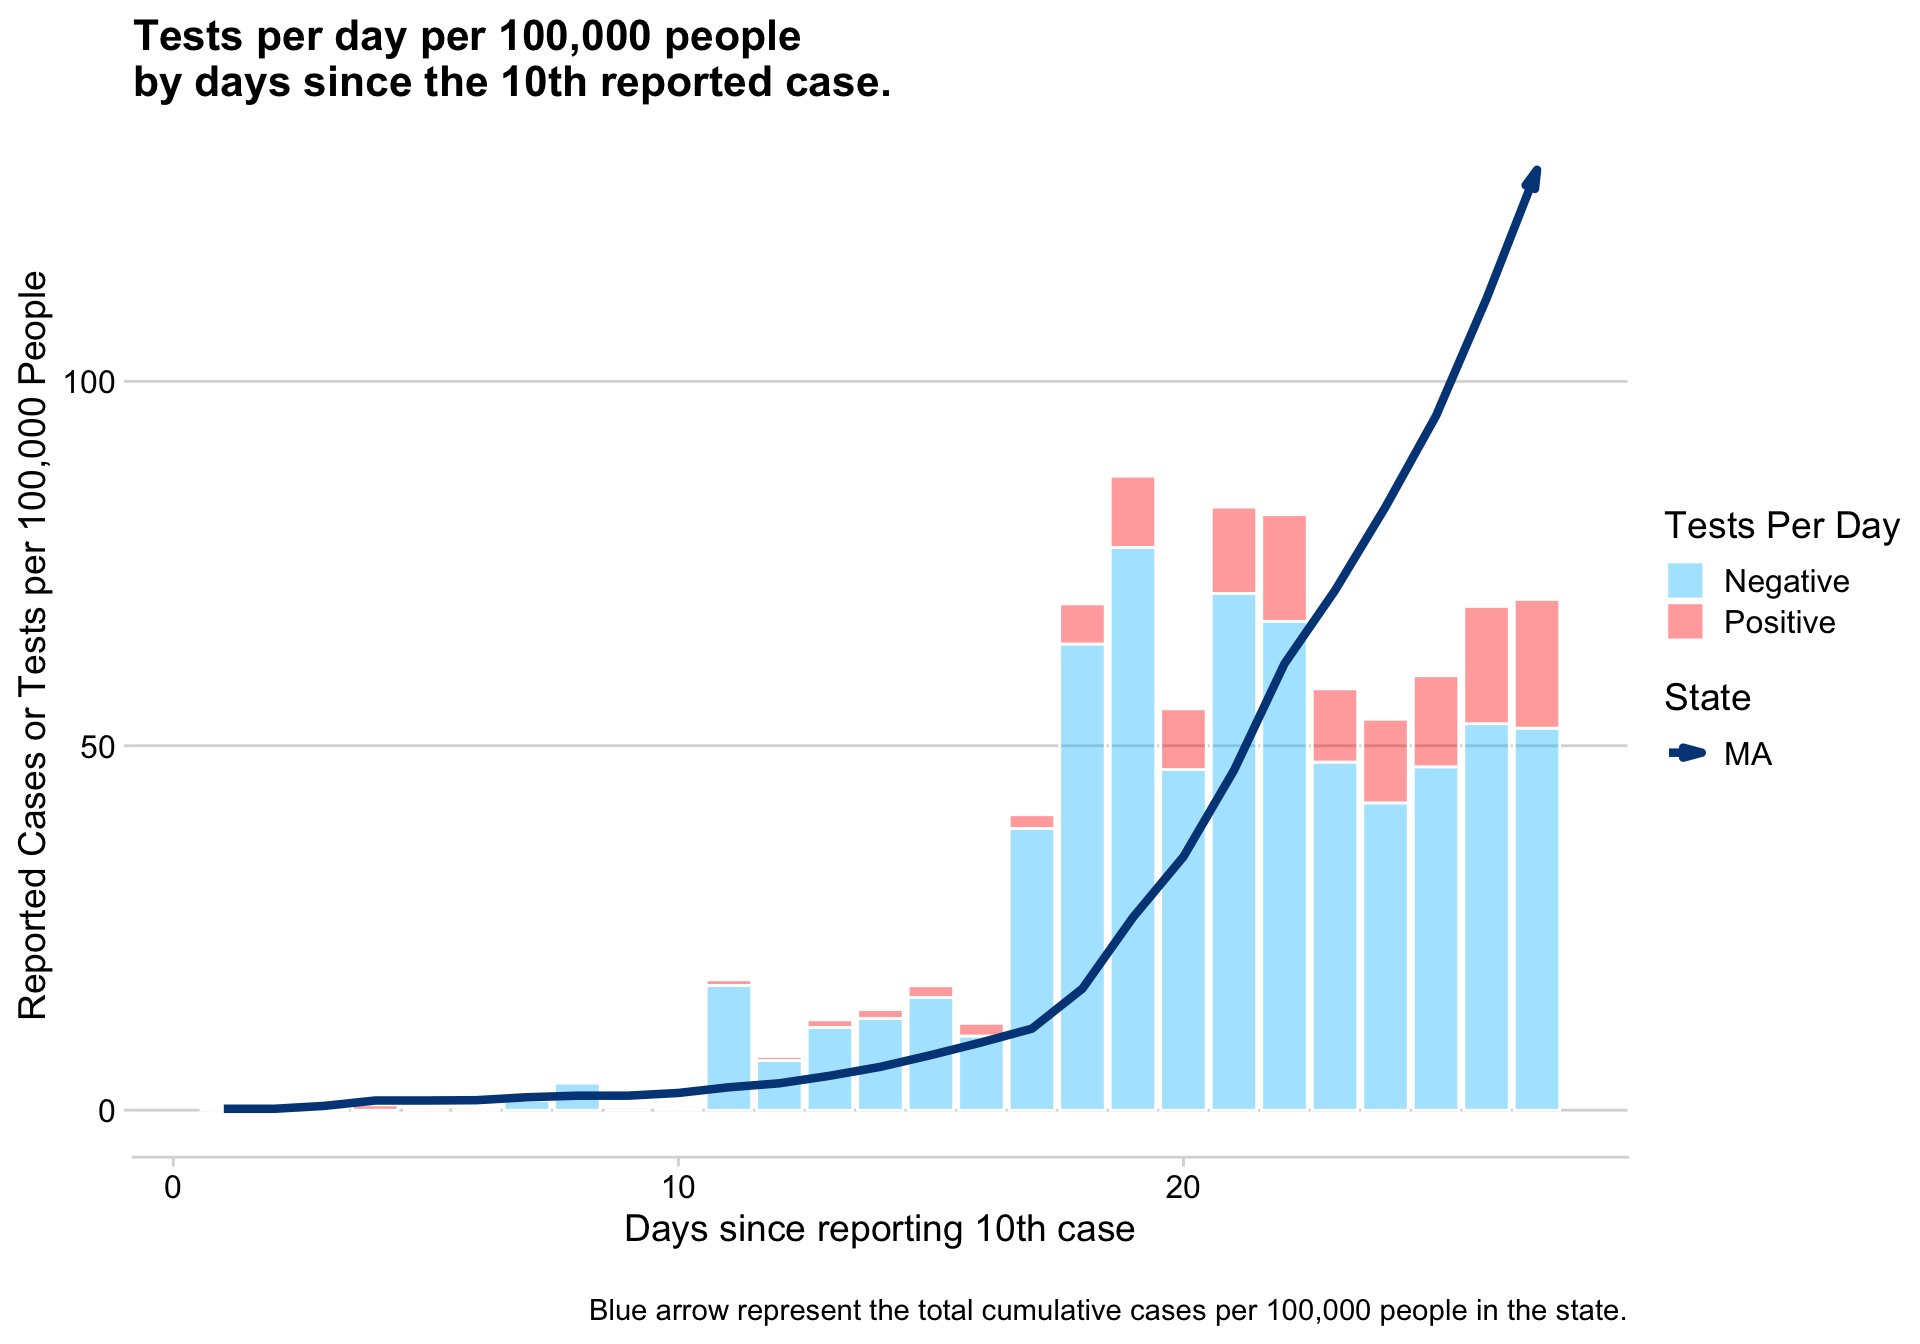 Tests per day per 100,000 people
by days since the 10th reported case.
Reported Cases or Tests per 100,000 People
100
50
0
0
10
20
Days since reporting 10th case
Tests Per Day
Negative
Positive
State
MA
Blue arrow represent the total cumulative cases per 100,000 people in the state.